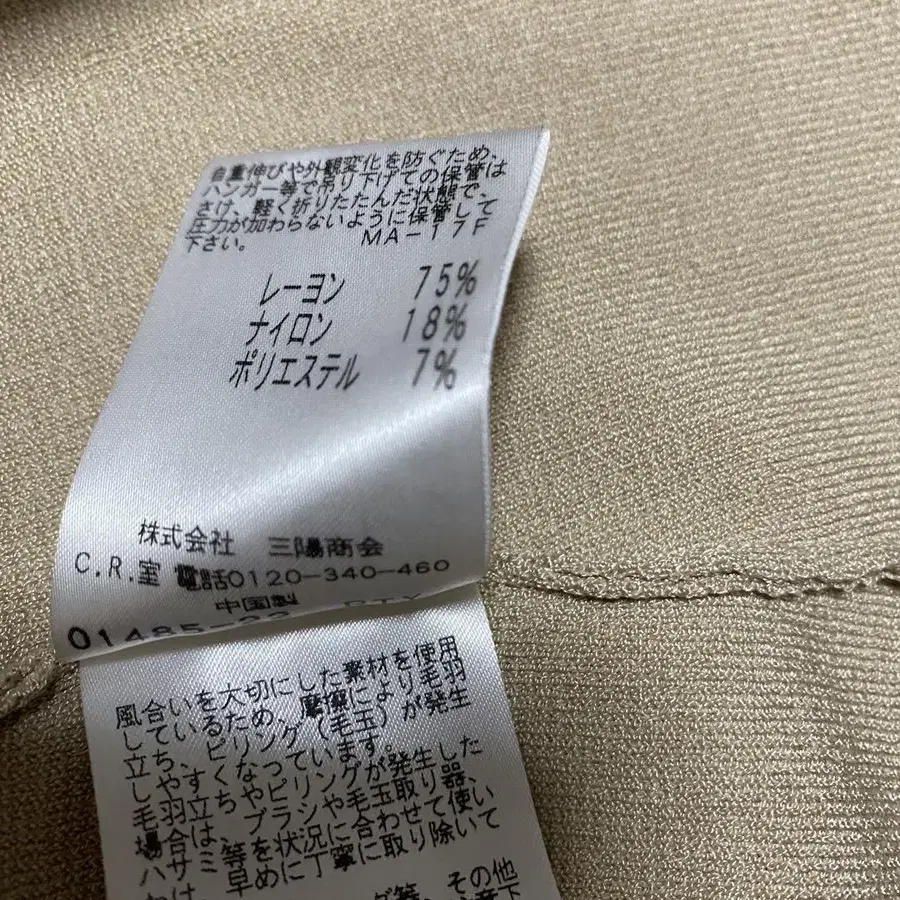 自重伸びや外観変化を防ぐため、
ハンガー等で吊り下げての保管は
さけ、軽く折りたたんだ状態で、
圧力が加わらないように保管して
下さい。 MA-17F
レーヨン 75%
ナイロン 18%
ポリエステル 7%
株式会社 三陽商会
C.R.室 電話0120-340-460
中国製
風合いを大切にした素材を使用
しているため、摩擦により毛羽
立ち、ピリング(毛玉)が発生
しやすくなっています。
毛羽立ちやピリングが発生した
場合は、ブラシや毛玉取り器、
ハサミ等を状況に合わせて使い
早めに丁寧に取り除いて
その他